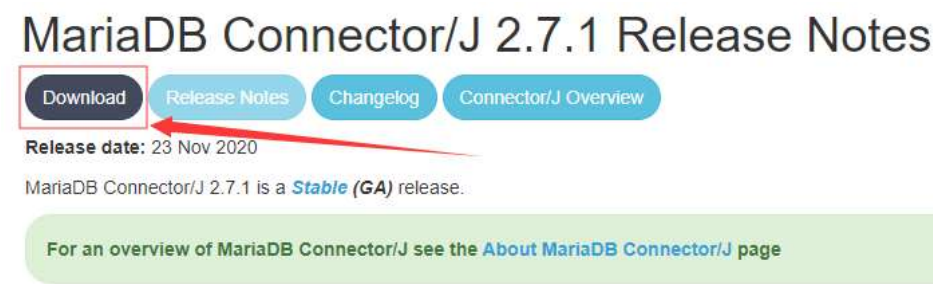 MariaDB Connector/J 2.7.1 Release Notes
Download Release Notes Changelog Connector/J Overview
Release date: 23 Nov 2020
MariaDB Connector/J 2.7.1 is a Stable (GA) release.
For an overview of MariaDB Connector/J see the About MariaDB Connector/J page